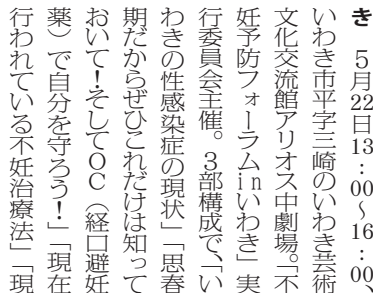 き　5月22日13：00～16：00、
いわき市平字三崎のいわき芸術
文化交流館アリオス中劇場。「不
妊予防フォーラムinいわき」実
行委員会主催。3部構成で、「い
わきの性感染症の現状」「思春
期だからぜひこれだけは知って
おいて！そしてOC（経口避妊
薬）で自分を守ろう！」「現在
行われている不妊治療法」「現